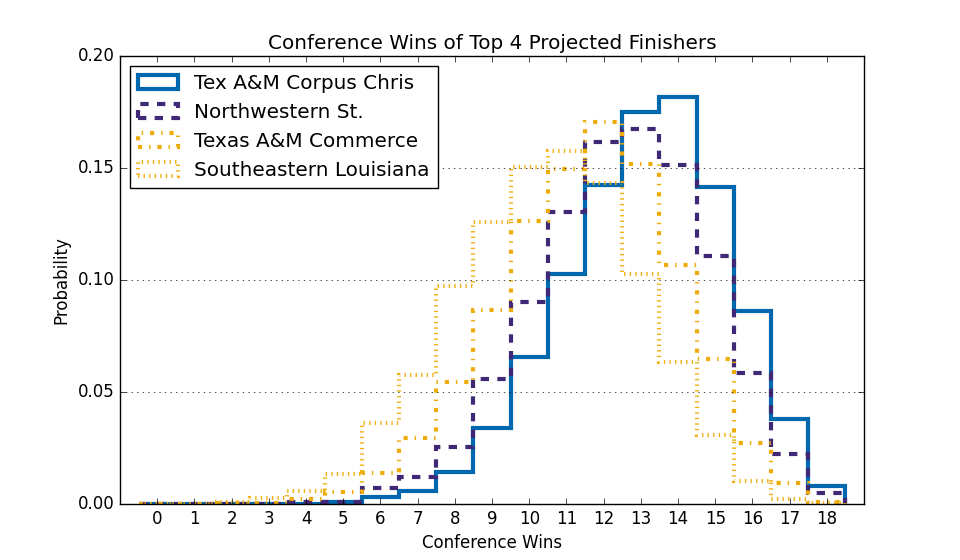 Conference Wins of Top 4 Projected Finishers
Tex A&M Corpus Chris
Northwestern St.
Texas A&M Commerce
Southeastern Louisiana
Probability
0.20
0.15
0.10
0.05
0.00
0 1 2 3 4 5 6 7 8 9 10 11 12 13 14 15 16 17 18
Conference Wins